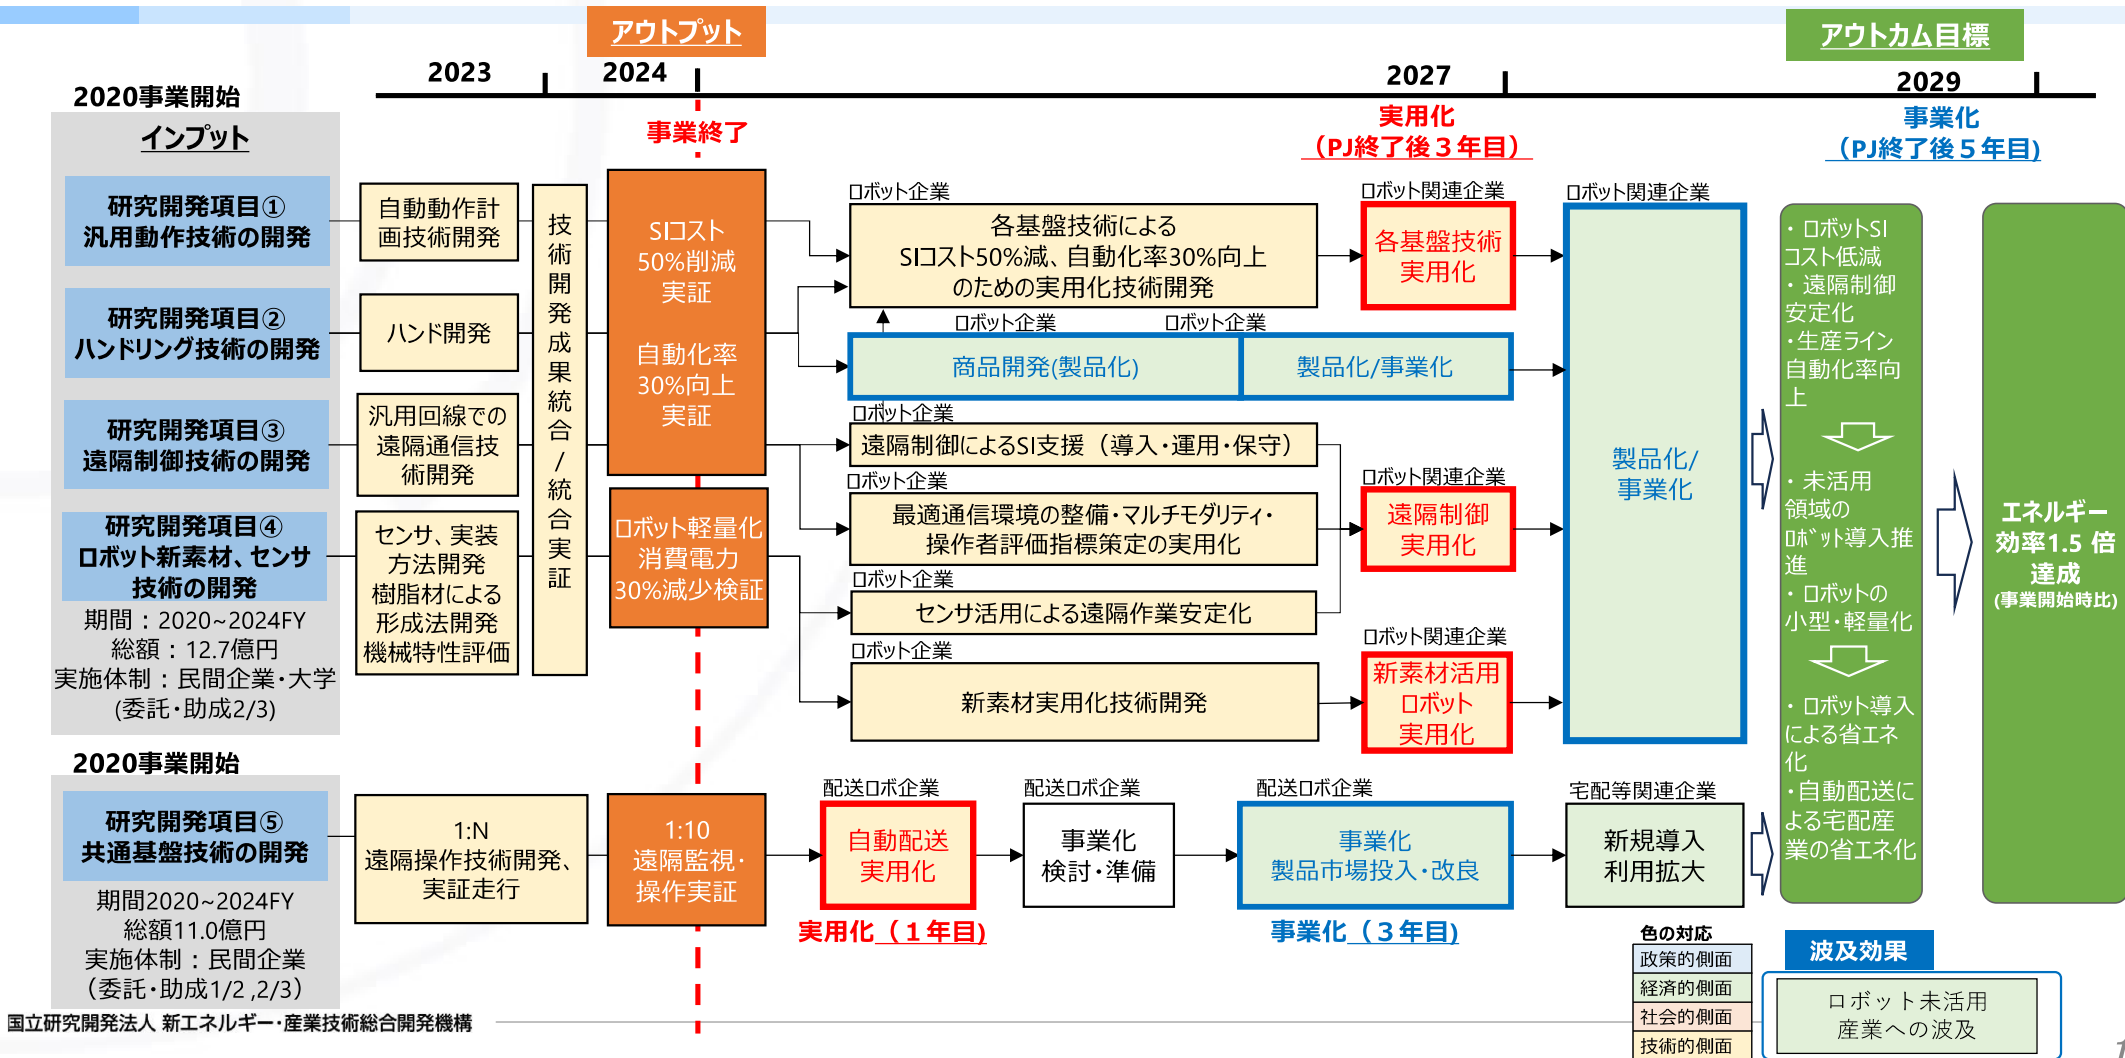 アウトプット
アウトカム目標
2023
2024
2027
2029
2020事業開始
インプット
事業終了
実用化
（PJ終了後３年目）
事業化
（PJ終了後５年目)
研究開発項目①
汎用動作技術の開発
研究開発項目②
ハンドリング技術の開発
研究開発項目③
遠隔制御技術の開発
研究開発項目④
ロボット新素材、センサ
技術の開発
期間：2020~2024FY
総額：12.7億円
実施体制：民間企業・大学
(委託・助成2/3)
自動動作計
画技術開発
ハンド開発
汎用回線での
遠隔通信技
術開発
センサ、実装
方法開発
樹脂材による
形成法開発
機械特性評価
技術開発成果統合/統合実証
SIコスト
50%削減
実証
自動化率
30%向上
実証
ロボット軽量化
消費電力
30%減少検証
ロボット企業
各基盤技術による
SIコスト50%減、自動化率30%向上
のための実用化技術開発
ロボット企業
商品開発(製品化)
ロボット企業
製品化/事業化
ロボット企業
遠隔制御によるSI支援（導入・運用・保守）
ロボット企業
最適通信環境の整備・マルチモダリティ・
操作者評価指標策定の実用化
ロボット企業
センサ活用による遠隔作業安定化
ロボット企業
新素材実用化技術開発
ロボット関連企業
各基盤技術
実用化
ロボット関連企業
遠隔制御
実用化
ロボット関連企業
新素材活用
ロボット
実用化
ロボット関連企業
製品化/
事業化
・ロボットSI
コスト低減
・遠隔制御
安定化
・生産ライン
自動化率向
上
・未活用
領域の
ﾛﾎﾞｯﾄ導入推
進
・ロボットの
小型・軽量化
・ロボット導入
による省エネ
化
・自動配送に
よる宅配産
業の省エネ化
エネルギー
効率1.5 倍
達成
(事業開始時比)
2020事業開始
研究開発項目⑤
共通基盤技術の開発
期間2020~2024FY
総額11.0億円
実施体制：民間企業
（委託・助成1/2 ,2/3）
1:N
遠隔操作技術開発、
実証走行
1:10
遠隔監視・
操作実証
配送ロボ企業
自動配送
実用化
実用化（１年目)
配送ロボ企業
事業化
検討・準備
配送ロボ企業
事業化
製品市場投入・改良
事業化（３年目)
宅配等関連企業
新規導入
利用拡大
色の対応
政策的側面
経済的側面
社会的側面
技術的側面
波及効果
ロボット未活用
産業への波及
国立研究開発法人 新エネルギー・産業技術総合開発機構